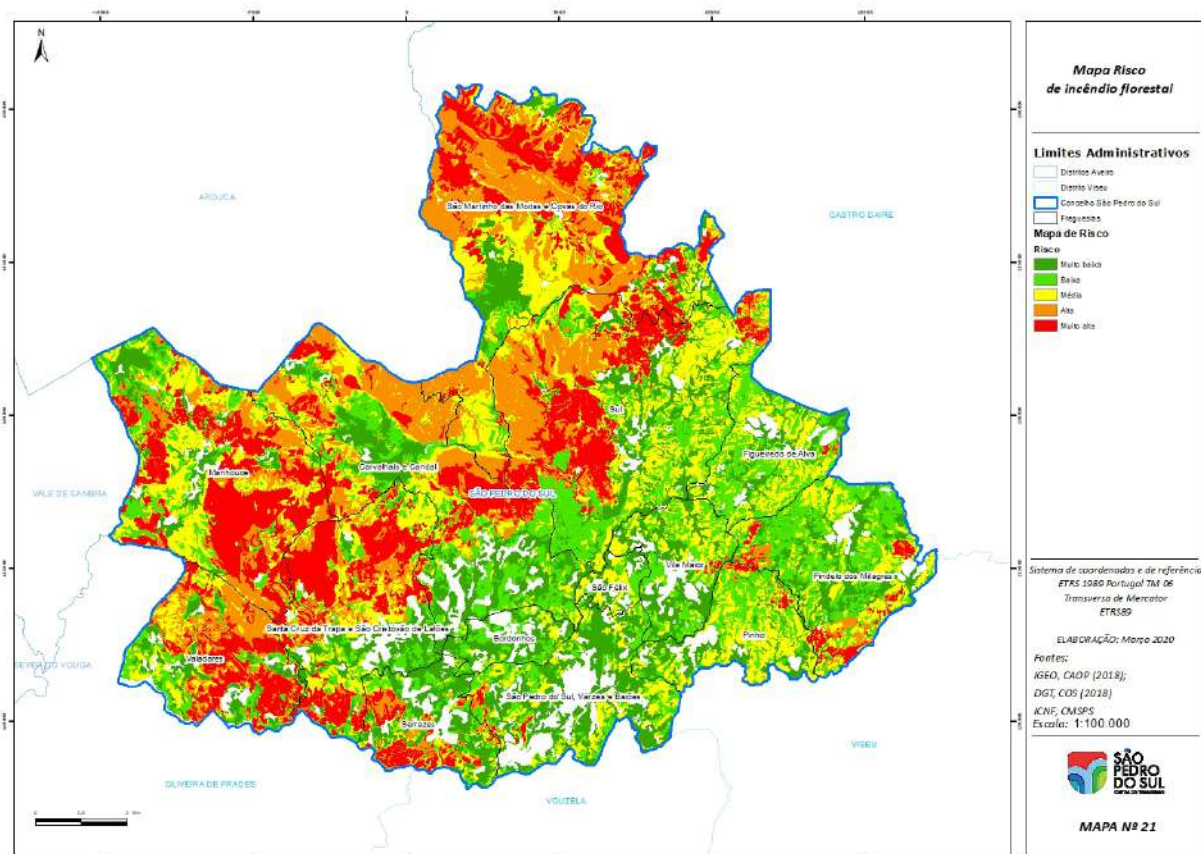 N
AROUCA
CASTRO DAIRE
São Martinho das Moitas e Covas do Rio
Sul
Figueiredo de Alva
Manhouce
Carvalhais e Candal
SÃO PEDRO DO SUL
VALE DE CAMBRA
Vila Maior
Pindelo dos Milagres
São Félix
Santa Cruz da Trapa e São Cristóvão de Lafões
Bordonhos
Pinho
Valadares
SEVER DO VOUGA
São Pedro do Sul, Várzea e Baiões
Serrazes
VISEU
OLIVEIRA DE FRADES
VOUZELA
Mapa Risco
de incêndio florestal
Limites Administrativos
Distritos Aveiro
Distrito Viseu
Concelho São Pedro do Sul
Freguesias
Mapa de Risco
Risco
Muito baixa
Baixa
Média
Alta
Muito alta
Sistema de coordenadas e de referência
ETRS 1989 Portugal TM 06
Transversa de Mercator
ETRS89
ELABORAÇÃO: Março 2020
Fontes:
IGEO, CAOP (2018);
DGT, COS (2018)
ICNF, CMSPS
Escala: 1:100.000
SÃO
PEDRO
DO SUL
MAPA Nº 21